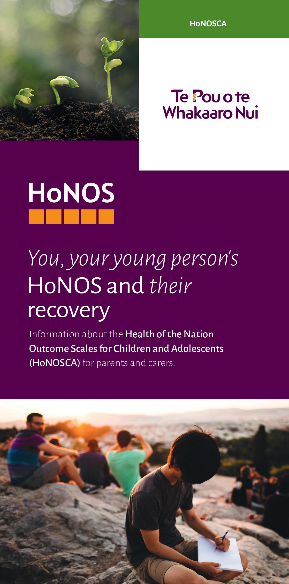 HoNOSCA
Te Pou o te
Whakaaro Nui
HoNOS
You, your young person's
HoNOS and their
recovery
Information about the Health of the Nation
Outcome Scales for Children and Adolescents
(HoNOSCA) for parents and carers.